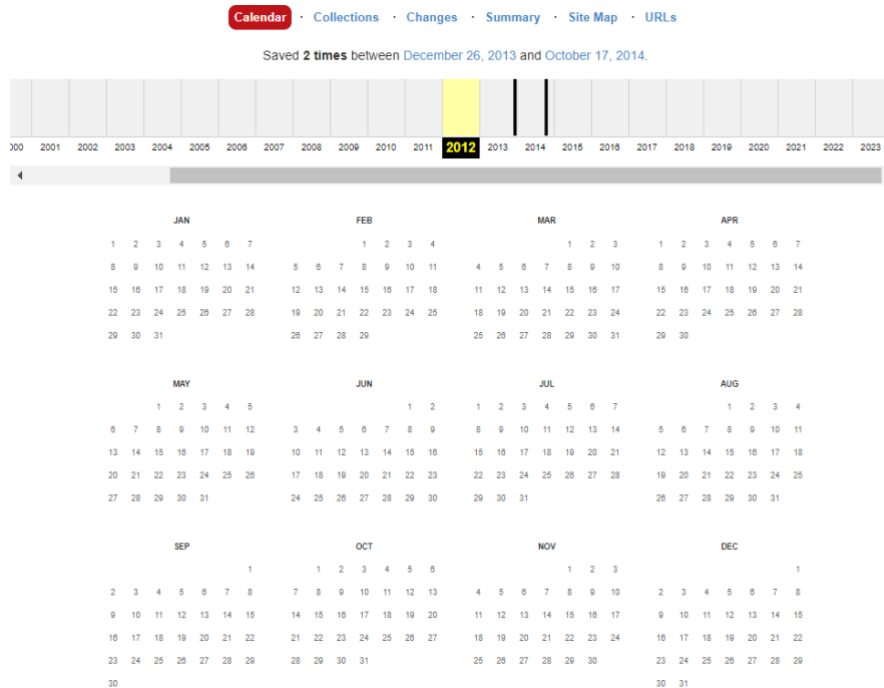 Calendar · Collections · Changes · Summary · Site Map · URLs
Saved 2 times between December 26, 2013 and October 17, 2014.
2001 2002 2003 2004 2005 2006 2007 2008 2009 2010 2011 2012 2013 2014 2015 2016 2017 2018 2019 2020 2021 2022 2023
JAN FEB MAR APR
1 2 3 4 5 6 7 1 2 3 4 1 2 3 1 2 3 4 5 6 7
8 9 10 11 12 13 14 5 6 7 8 9 10 11 4 5 6 7 8 9 10 8 9 10 11 12 13 14
15 16 17 18 19 20 21 12 13 14 15 16 17 18 11 12 13 14 15 16 17 15 16 17 18 19 20 21
22 23 24 25 26 27 28 19 20 21 22 23 24 25 18 19 20 21 22 23 24 22 23 24 25 26 27 28
29 30 31 26 27 28 29 25 26 27 28 29 30 31 29 30
MAY JUN JUL AUG
1 2 3 4 5 1 2 1 2 3 4 5 6 7 1 2 3 4
6 7 8 9 10 11 12 3 4 5 6 7 8 9 8 9 10 11 12 13 14 5 6 7 8 9 10 11
13 14 15 16 17 18 19 10 11 12 13 14 15 16 15 16 17 18 19 20 21 12 13 14 15 16 17 18
20 21 22 23 24 25 26 17 18 19 20 21 22 23 22 23 24 25 26 27 28 19 20 21 22 23 24 25
27 28 29 30 31 24 25 26 27 28 29 30 29 30 31 26 27 28 29 30 31
SEP OCT NOV DEC
1 1 2 3 4 5 6 1 2 3 1
2 3 4 5 6 7 8 7 8 9 10 11 12 13 4 5 6 7 8 9 10 2 3 4 5 6 7 8
9 10 11 12 13 14 15 14 15 16 17 18 19 20 11 12 13 14 15 16 17 9 10 11 12 13 14 15
16 17 18 19 20 21 22 21 22 23 24 25 26 27 18 19 20 21 22 23 24 16 17 18 19 20 21 22
23 24 25 26 27 28 29 28 29 30 31 25 26 27 28 29 30 23 24 25 26 27 28 29
30 30 31